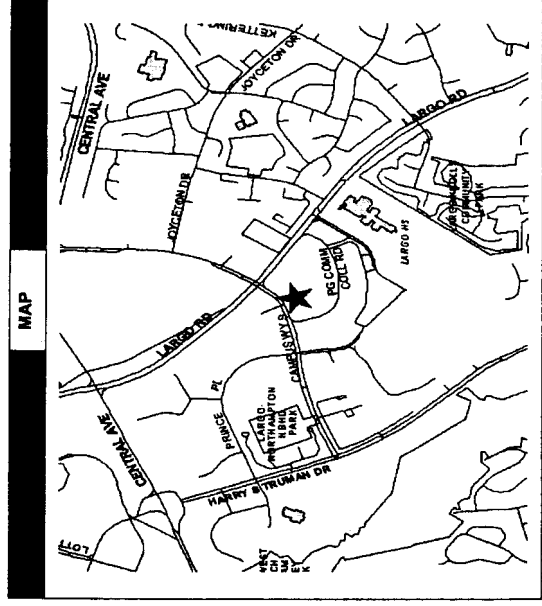 MAP
KETTERING
JOYCETON DR
CENTRAL AVE
LARGO RD
JOYCETON DR
COMMUNITY
PARK
LARGO HS
PG COMM
COLL RD
LARGO RD
CAMPUS WY S
PRINCE PL
LARGO-
NORTHAMPTON
NBHD
PARK
CENTRAL AVE
HARRY S TRUMAN DR
LOTT